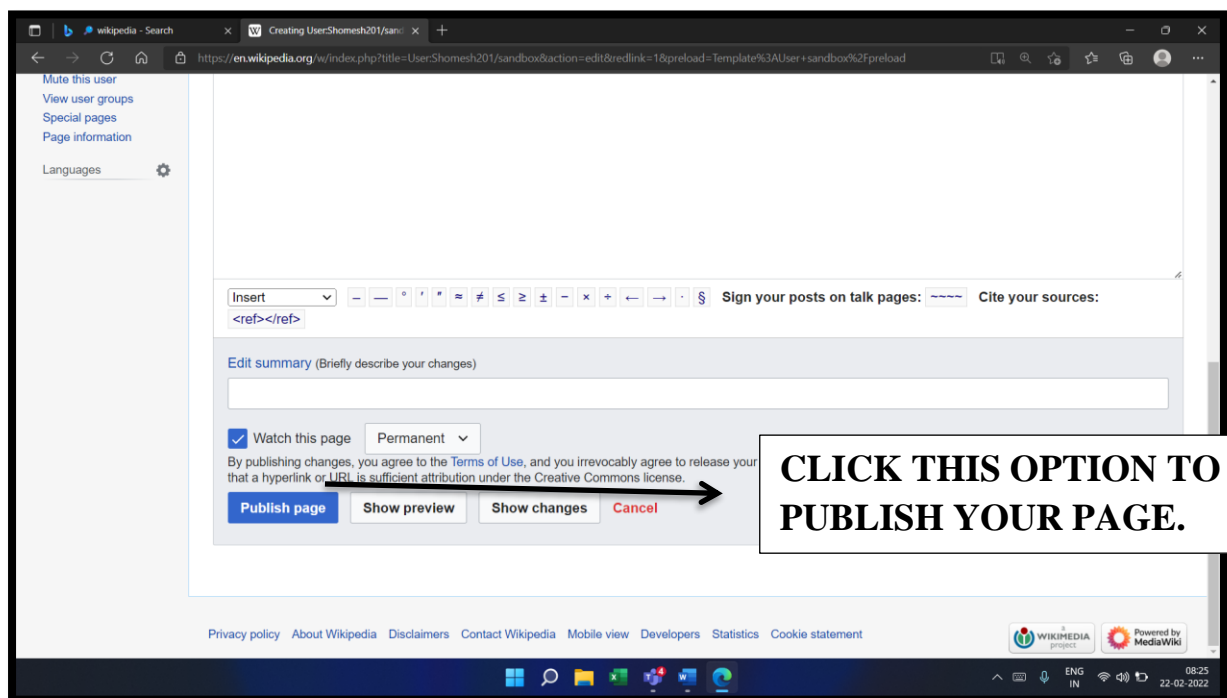 wikipedia - Search
Creating User:Shomesh201/sand
https://en.wikipedia.org/w/index.php?title=User:Shomesh201/sandbox&action=edit&redlink=1&preload=Template%3AUser+sandbox%2Fpreload
Mute this user
View user groups
Special pages
Page information
Languages
Insert – — ° ′ ″ ≈ ≠ ≤ ≥ ± − × ÷ ← → · § Sign your posts on talk pages: ~~~~ Cite your sources:
<ref></ref>
Edit summary (Briefly describe your changes)
Watch this page Permanent
By publishing changes, you agree to the Terms of Use, and you irrevocably agree to release your
that a hyperlink or URL is sufficient attribution under the Creative Commons license.
Publish page Show preview Show changes Cancel
CLICK THIS OPTION TO
PUBLISH YOUR PAGE.
Privacy policy About Wikipedia Disclaimers Contact Wikipedia Mobile view Developers Statistics Cookie statement
a
WIKIMEDIA
project
Powered by
MediaWiki
4
ENG
IN
08:25
22-02-2022